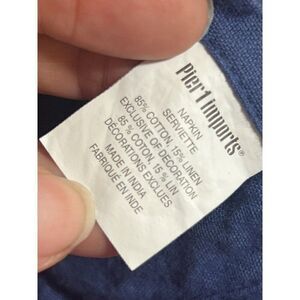 Pier 1 imports®
NAPKIN
SERVIETTE
85% COTTON, 15% LINEN
EXCLUSIVE OF DECORATION
85 % COTON, 15 % LIN
DÉCORATIONS EXCLUES
MADE IN INDIA
FABRIQUÉ EN INDE